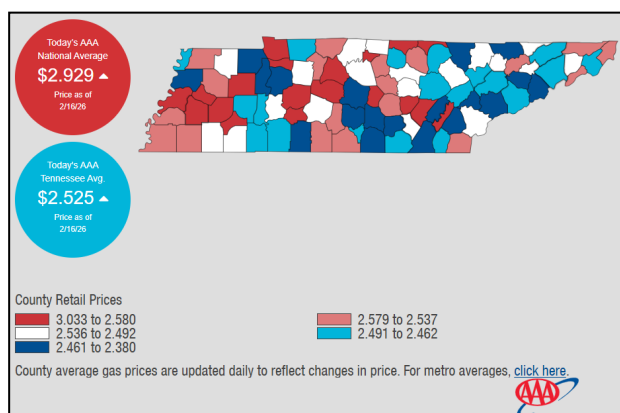 Today's AAA
National Average
$2.929
Price as of
2/16/26
Today's AAA
Tennessee Avg.
$2.525
Price as of
2/16/26
County Retail Prices
3.033 to 2.580
2.579 to 2.537
2.536 to 2.492
2.491 to 2.462
2.461 to 2.380
County average gas prices are updated daily to reflect changes in price. For metro averages, click here.
AAA